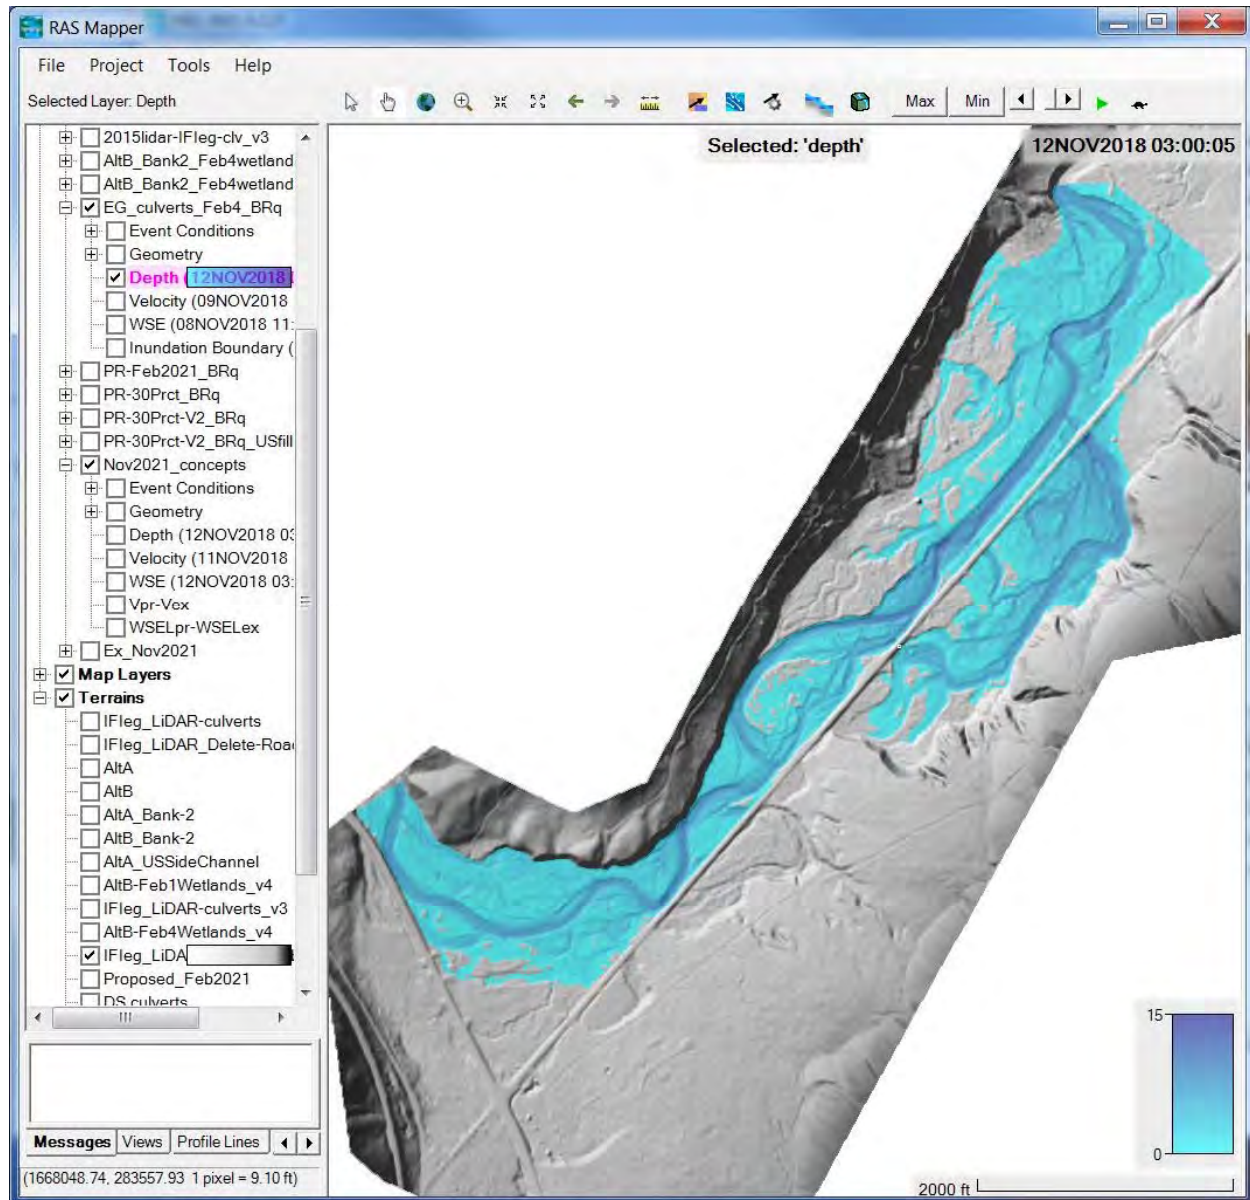 RAS Mapper
File Project Tools Help
Selected Layer: Depth
Max Min
2015lidar-IFleg-clv_v3
AltB_Bank2_Feb4wetland
AltB_Bank2_Feb4wetland
EG_culverts_Feb4_BRq
Event Conditions
Geometry
Depth (12NOV2018
Velocity (09NOV2018
WSE (08NOV2018 11:
Inundation Boundary (
PR-Feb2021_BRq
PR-30Prct_BRq
PR-30Prct-V2_BRq
PR-30Prct-V2_BRq_USfill
Nov2021_concepts
Event Conditions
Geometry
Depth (12NOV2018 03:
Velocity (11NOV2018
WSE (12NOV2018 03:
Vpr-Vex
WSELpr-WSELex
Ex_Nov2021
Map Layers
Terrains
IFleg_LiDAR-culverts
IFleg_LiDAR_Delete-Road
AltA
AltB
AltA_Bank-2
AltB_Bank-2
AltA_USSideChannel
AltB-Feb1Wetlands_v4
IFleg_LiDAR-culverts_v3
AltB-Feb4Wetlands_v4
IFleg_LiDA
Proposed_Feb2021
DS culverts
Messages Views Profile Lines
(1668048.74, 283557.93 1 pixel = 9.10 ft)
Selected: 'depth'
12NOV2018 03:00:05
15
0
2000 ft